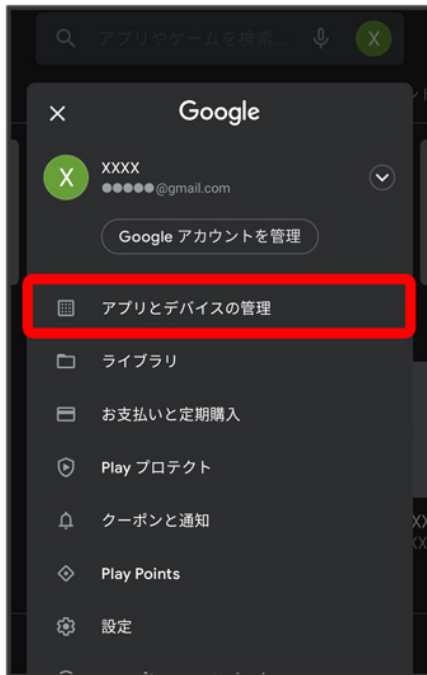 アプリやゲームを検索...
X
Google
X
XXXX
●●●●●@gmail.com
Google アカウントを管理
アプリとデバイスの管理
ライブラリ
お支払いと定期購入
Play プロテクト
クーポンと通知
Play Points
設定